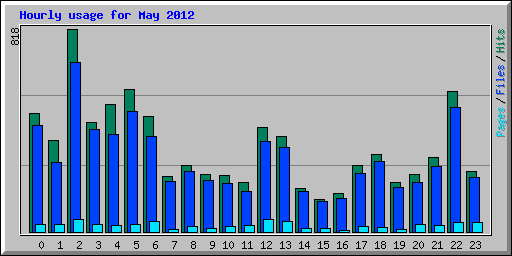 Hourly usage for May 2012
818
Pages/Files/Hits
0 1 2 3 4 5 6 7 8 9 10 11 12 13 14 15 16 17 18 19 20 21 22 23